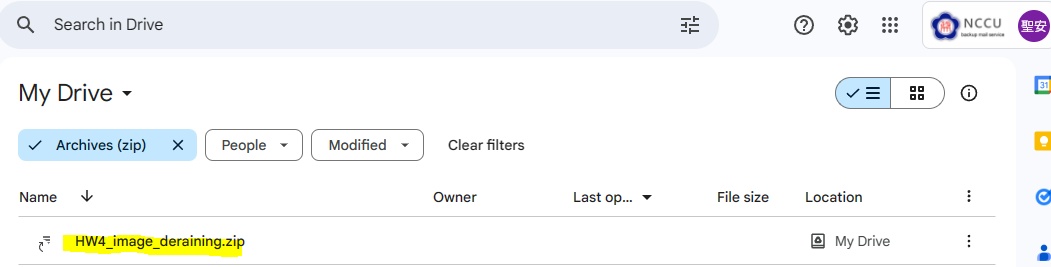 Search in Drive
NCCU
backup mail service
聖安
My Drive
31
Archives (zip)
People
Modified
Clear filters
Name
Owner
Last op...
File size
Location
HW4_image_deraining.zip
My Drive